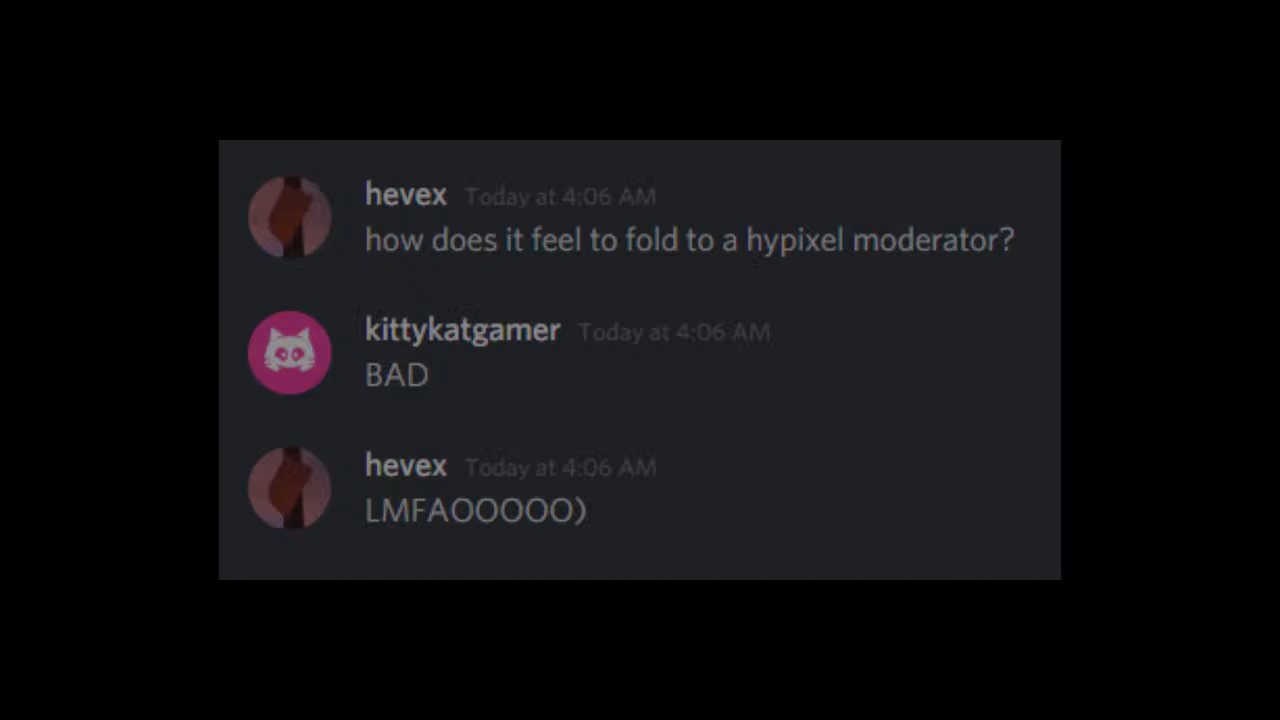 hevex Today at 4:06 AM
how does it feel to fold to a hypixel moderator?
kittykatgamer Today at 4:06 AM
BAD
hevex Today at 4:06 AM
LMFAOOOOO)